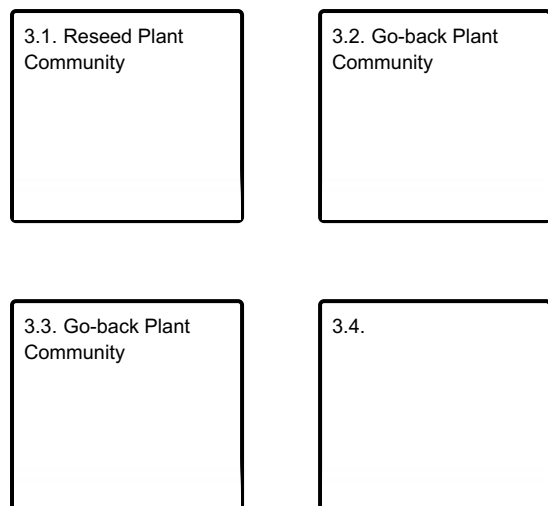 3.1. Reseed Plant
Community
3.2. Go-back Plant
Community
3.3. Go-back Plant
Community
3.4.